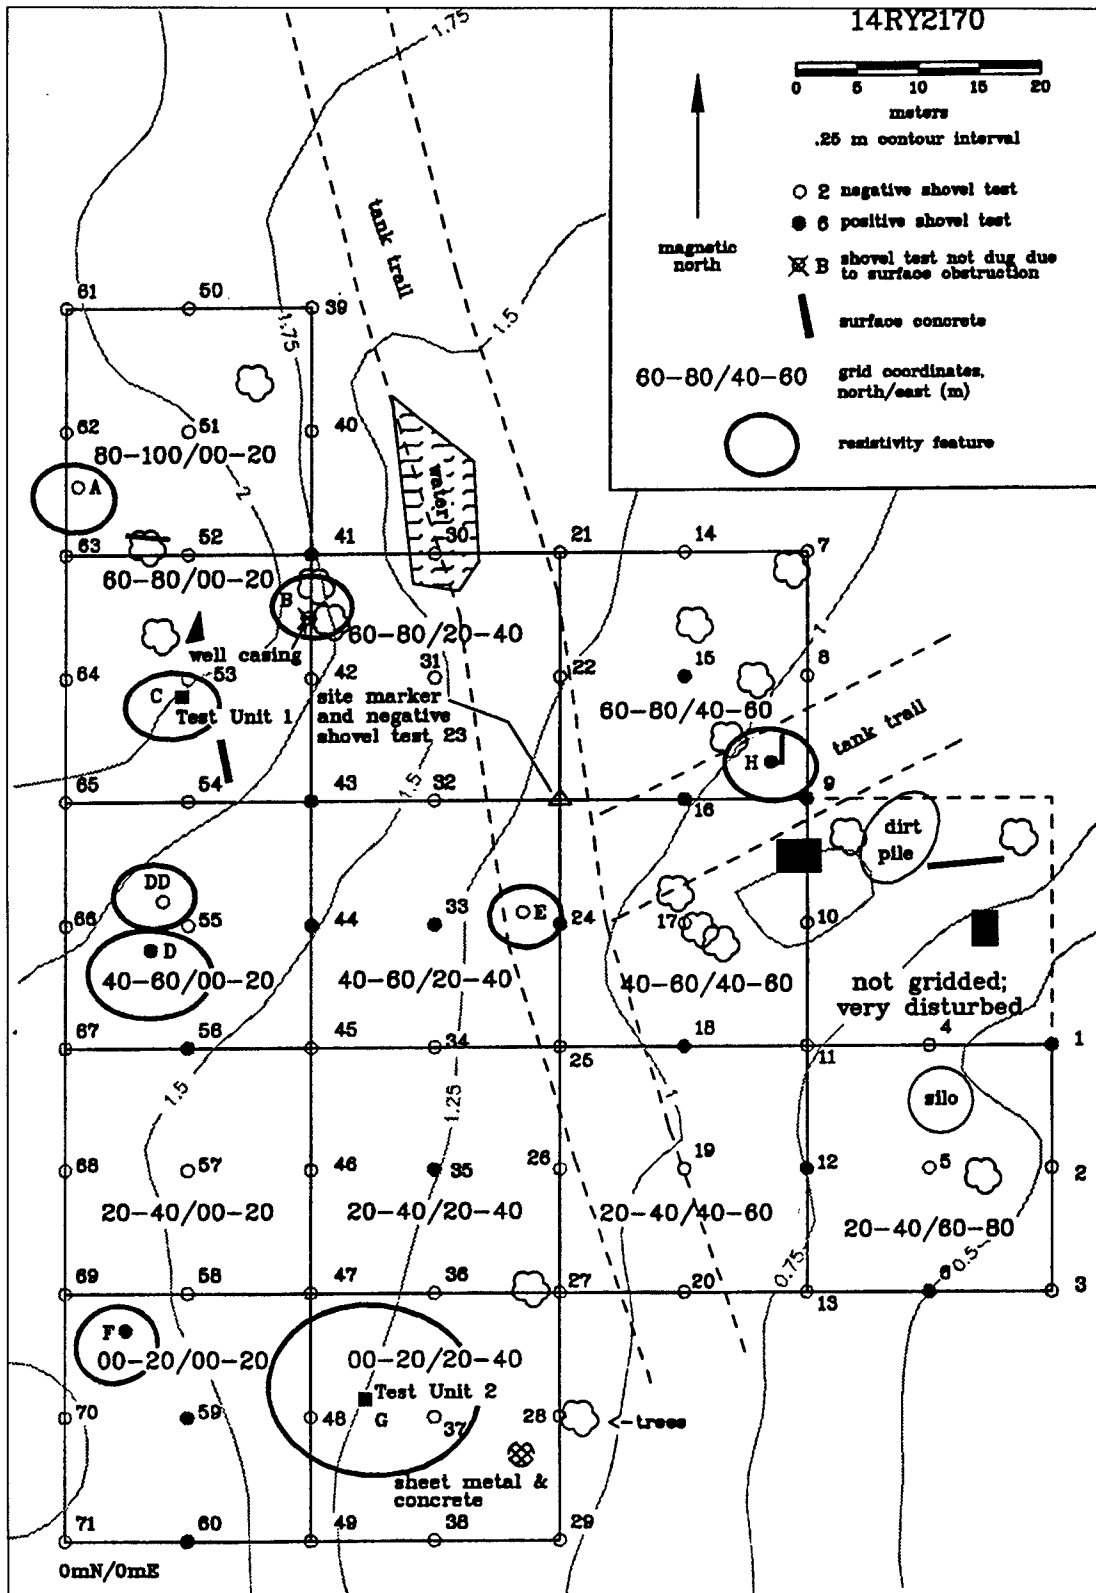 14RY2170
0 5 10 15 20
meters
.25 m contour interval
2 negative shovel test
6 positive shovel test
B shovel test not dug due
to surface obstruction
magnetic
north
surface concrete
60-80/40-60
grid coordinates,
north/east (m)
resistivity feature
1.75
tank trail
1.5
61 50 39
1.75
62 51 40
80-100/00-20
2
A
water
63 52 41 30 21 14 7
60-80/00-20
B
60-80/20-40
1
well casing
64 53 42 31 22 15 8
C
Test Unit 1
site marker
and negative
shovel test 23
60-80/40-60
tank trail
H
1.5
65 54 43 32 16 9
dirt
pile
DD
66 55 44 33 E 24 17 10
D
40-60/00-20
40-60/20-40
40-60/40-60
not gridded;
very disturbed
67 56 45 34 25 18 11 4 1
1.5
1.25
1
silo
68 57 46 35 26 19 12 5 2
20-40/00-20
20-40/20-40
20-40/40-60
20-40/60-80
0.75
0.5
69 58 47 36 27 20 13 6 3
F
00-20/00-20
00-20/20-40
Test Unit 2
G
70 59 48 37 28
<-trees
sheet metal &
concrete
71 60 49 38 29
0mN/0mE